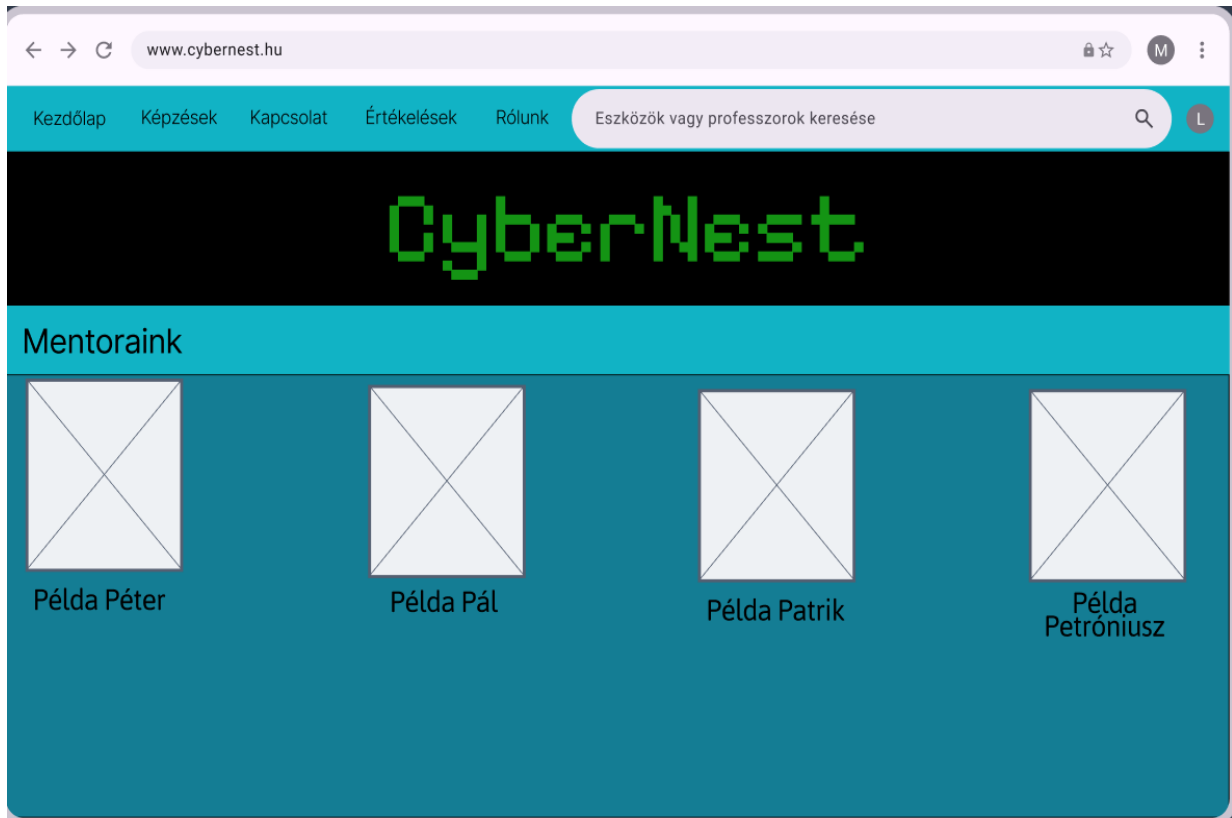 www.cybernest.hu
M
Kezdőlap Képzések Kapcsolat Értékelések Rólunk Eszközök vagy professzorok keresése L
CyberNest
Mentoraink
Példa Péter Példa Pál Példa Patrik Példa
Petróniusz